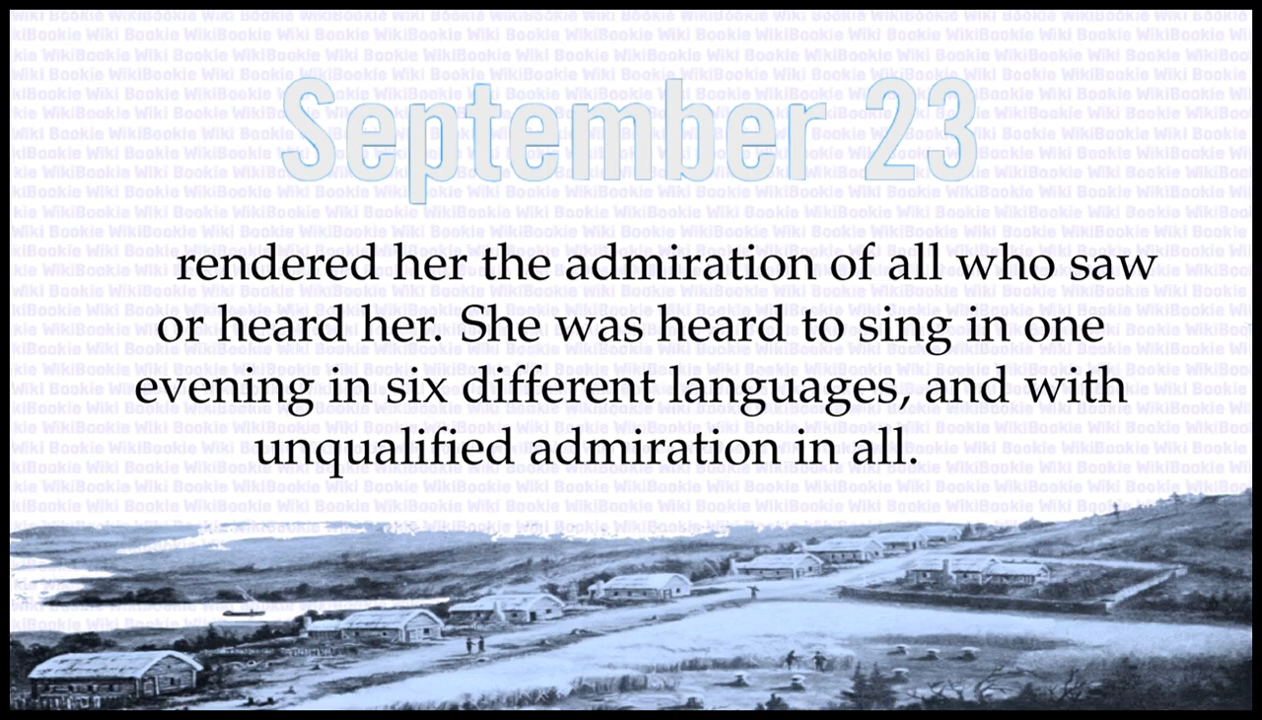 September 23
rendered her the admiration of all who saw
or heard her. She was heard to sing in one
evening in six different languages, and with
unqualified admiration in all.